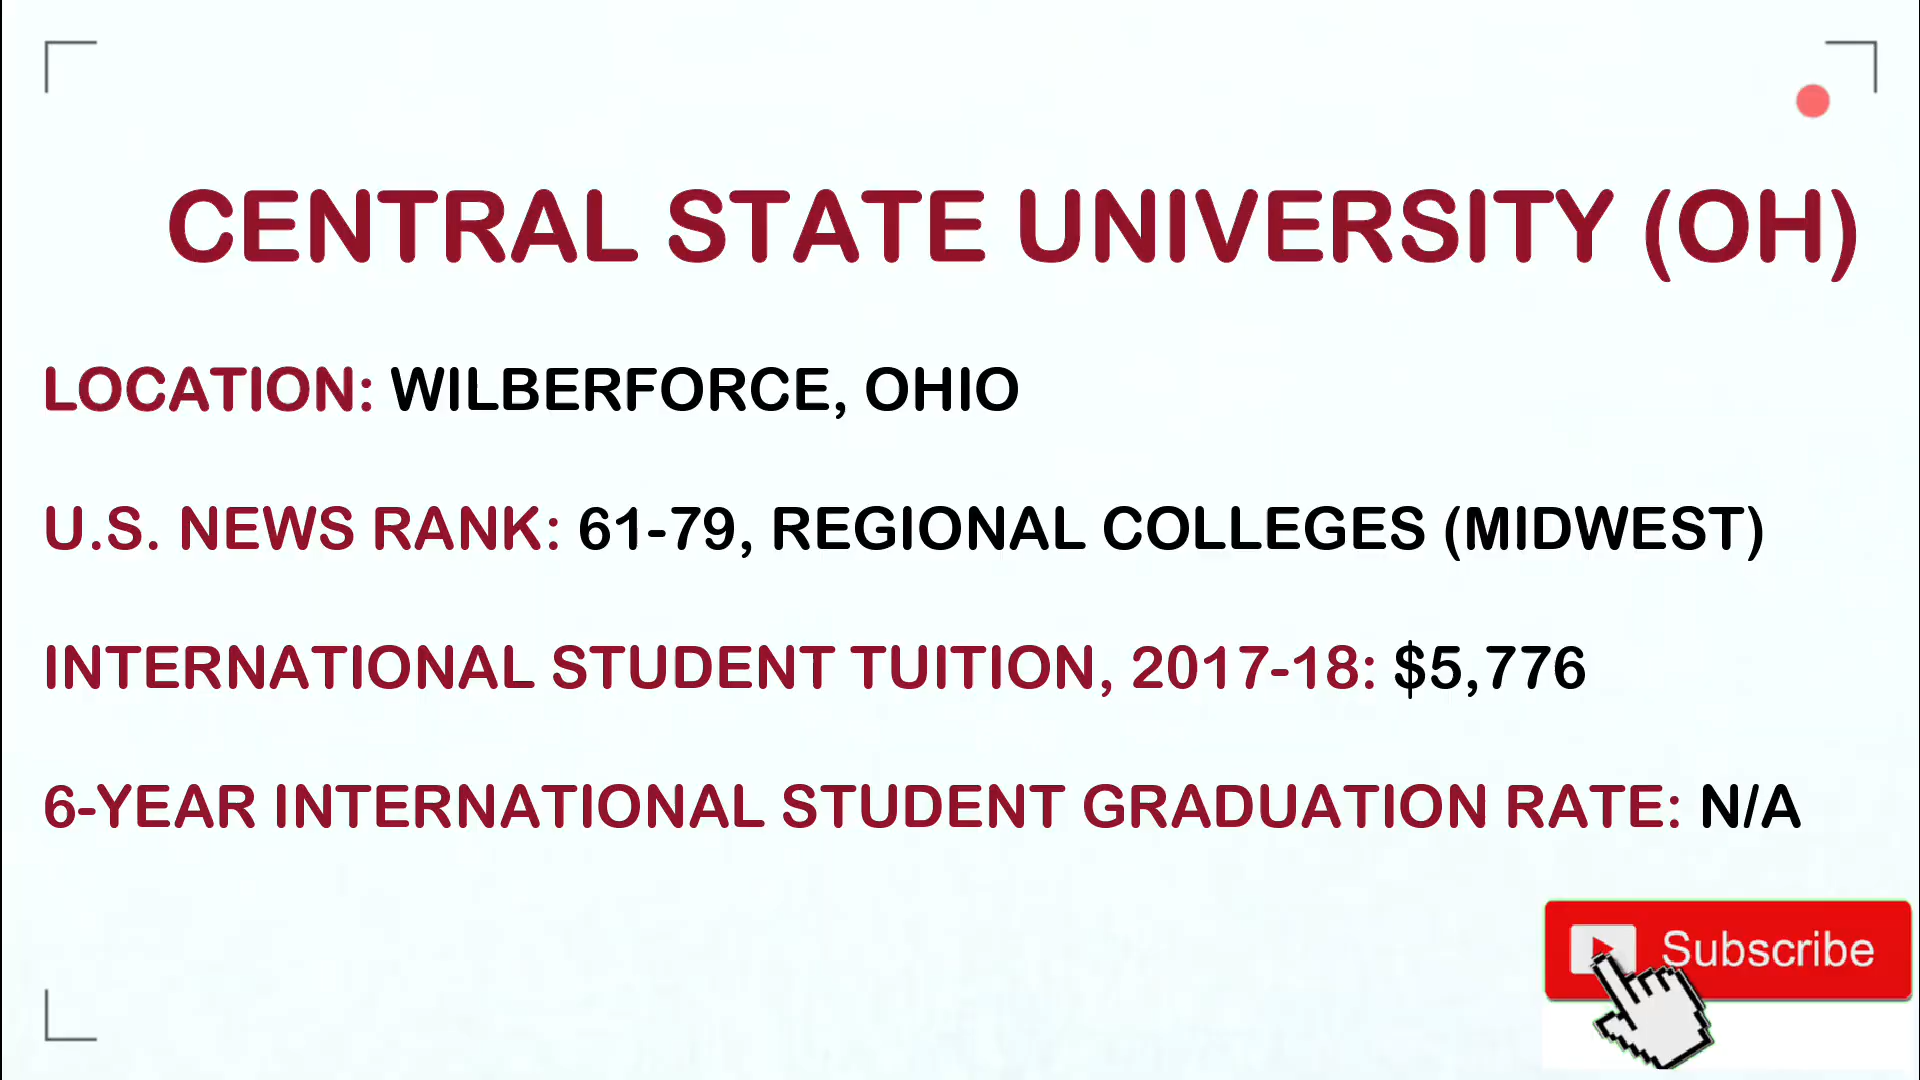 CENTRAL STATE UNIVERSITY (OH)
LOCATION: WILBERFORCE, OHIO
U.S. NEWS RANK: 61-79, REGIONAL COLLEGES (MIDWEST)
INTERNATIONAL STUDENT TUITION, 2017-18: $5,776
6-YEAR INTERNATIONAL STUDENT GRADUATION RATE: N/A
Subscribe